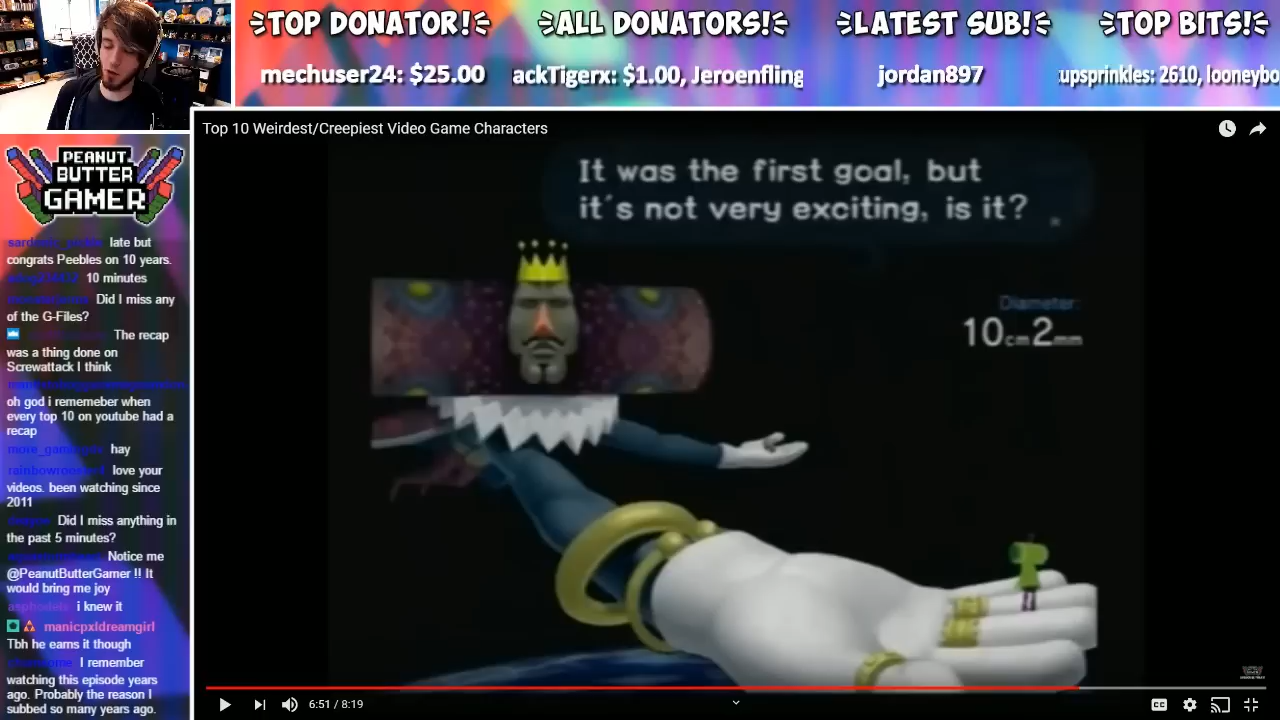 TOP DONATOR!
ALL DONATORS!
LATEST SUB!
TOP BITS!
mechuser24: $25.00
ackTigerx: $1.00, Jeroenfling
jordan897
upsprinkles: 2610, looneybo
PEANUT
BUTTER
GAMER
Top 10 Weirdest/Creepiest Video Game Characters
It was the first goal, but
it's not very exciting, is it?
Diameter:
10cm2mm
late but
congrats Peebles on 10 years.
10 minutes
Did I miss any
of the G-Files?
The recap
was a thing done on
Screwattack I think
oh god i rememeber when
every top 10 on youtube had a
recap
hay
love your
videos. been watching since
2011
Did I miss anything in
the past 5 minutes?
Notice me
@PeanutButterGamer !! It
would bring me joy
i knew it
manicpxldreamgirl
Tbh he earns it though
I remember
watching this episode years
ago. Probably the reason I
subbed so many years ago.
6:51 / 8:19
CC